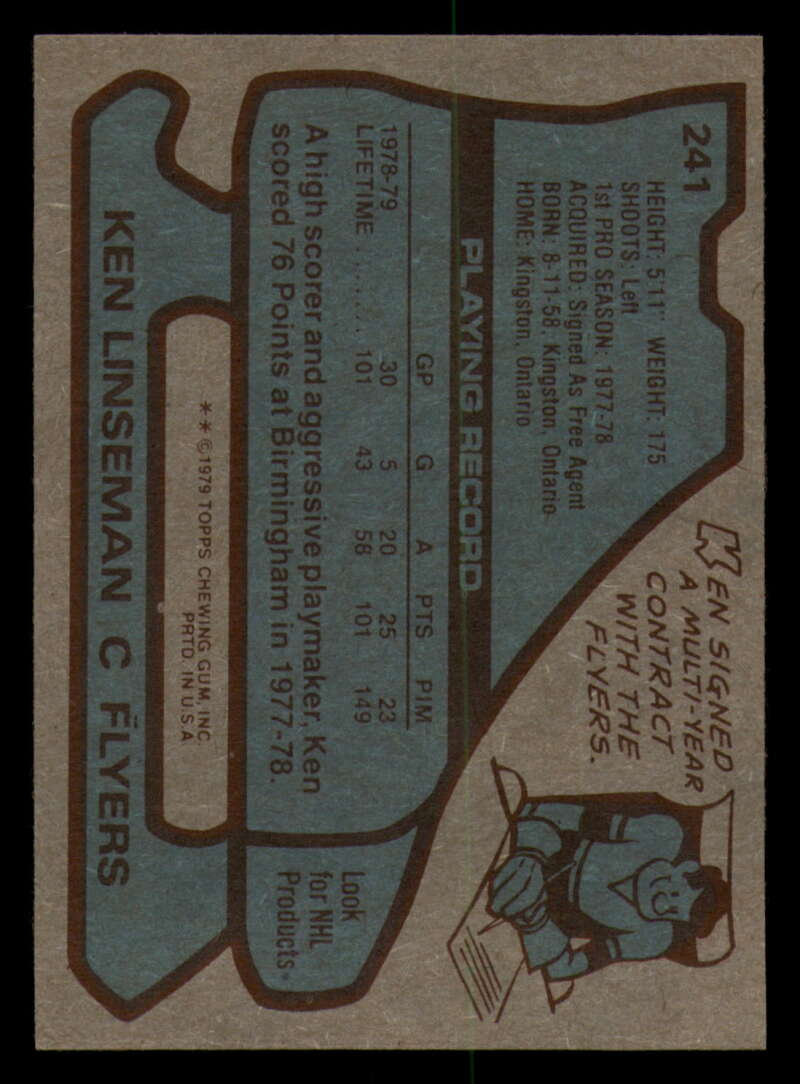 241
HEIGHT: 5'11" WEIGHT: 175
SHOOTS: Left
1st PRO SEASON: 1977-78
ACQUIRED: Signed As Free Agent
BORN: 8-11-58, Kingston, Ontario
HOME: Kingston, Ontario
KEN SIGNED
A MULTI-YEAR
CONTRACT
WITH THE
FLYERS.
PLAYING RECORD
GP G A PTS PIM
1978-79 30 5 20 25 23
LIFETIME ....... 101 43 58 101 149
A high scorer and aggressive playmaker, Ken
scored 76 Points at Birmingham in 1977-78.
Look
for NHL
Products
**©1979 TOPPS CHEWING GUM, INC.
PRTD. IN U.S.A.
KEN LINSEMAN C FLYERS